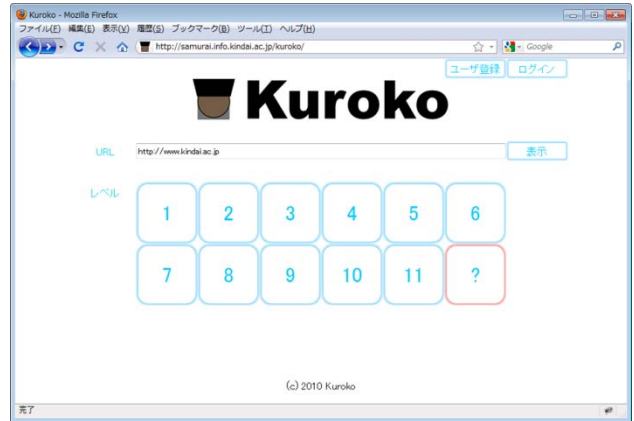 Kuroko - Mozilla Firefox
ファイル(F) 編集(E) 表示(V) 履歴(S) ブックマーク(B) ツール(T) ヘルプ(H)
http://samurai.info.kindai.ac.jp/kuroko/ Google
ユーザ登録 ログイン
Kuroko
URL http://www.kindai.ac.jp 表示
レベル
1 2 3 4 5 6
7 8 9 10 11 ?
(c) 2010 Kuroko
完了